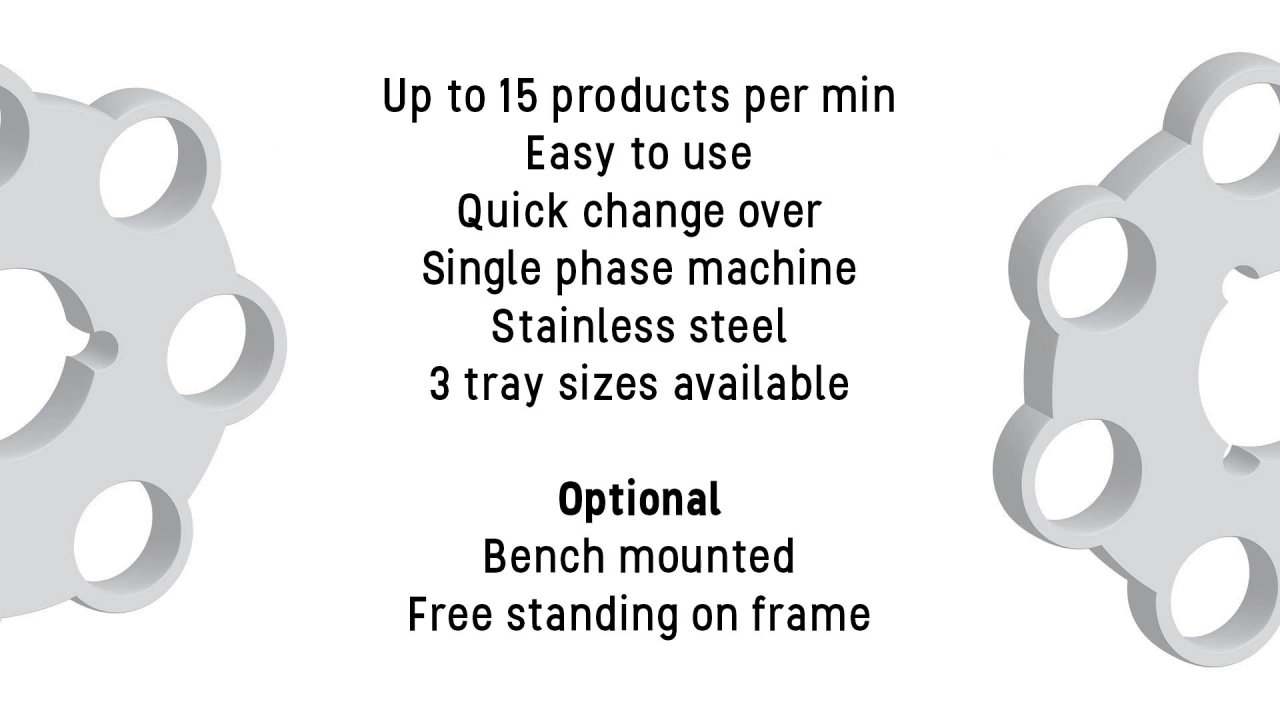 Up to 15 products per min
Easy to use
Quick change over
Single phase machine
Stainless steel
3 tray sizes available
Optional
Bench mounted
Free standing on frame